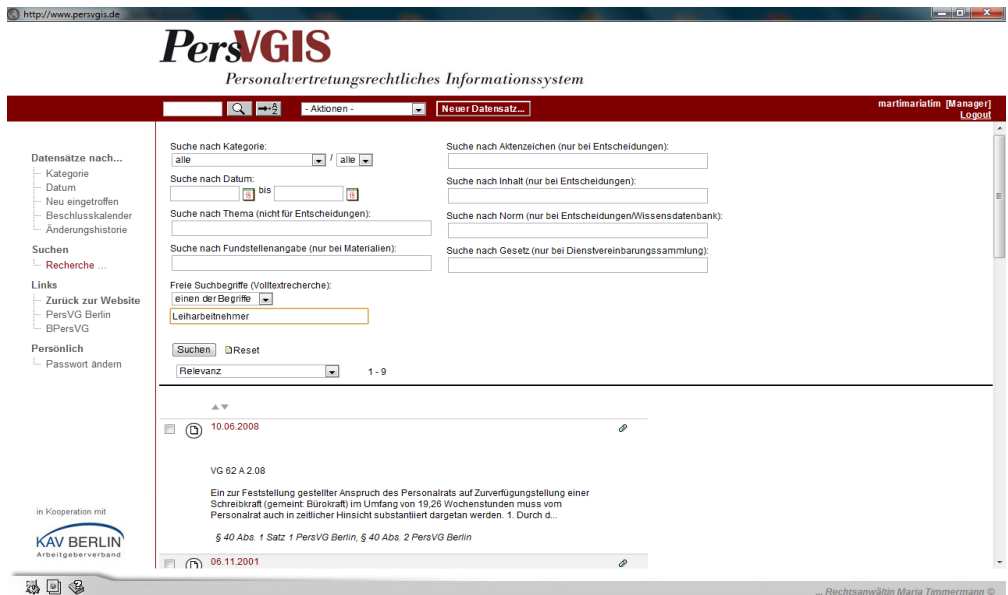 http://www.persvgis.de
PersVGIS
Personalvertretungsrechtliches Informationssystem
- Aktionen -
Neuer Datensatz...
martimariatim [Manager]
Logout
Datensätze nach...
Kategorie
Datum
Neu eingetroffen
Beschlusskalender
Änderungshistorie
Suchen
Recherche ...
Links
Zurück zur Website
PersVG Berlin
BPersVG
Persönlich
Passwort ändern
in Kooperation mit
KAV BERLIN
Arbeitgeberverband
Suche nach Kategorie:
alle / alle
Suche nach Datum:
bis
Suche nach Thema (nicht für Entscheidungen):
Suche nach Fundstellenangabe (nur bei Materialien):
Suche nach Aktenzeichen (nur bei Entscheidungen):
Suche nach Inhalt (nur bei Entscheidungen):
Suche nach Norm (nur bei Entscheidungen/Wissensdatenbank):
Suche nach Gesetz (nur bei Dienstvereinbarungssammlung):
Freie Suchbegriffe (Volltextrecherche):
einen der Begriffe
Leiharbeitnehmer
Suchen Reset
Relevanz 1 - 9
10.06.2008
VG 62 A 2.08
Ein zur Feststellung gestellter Anspruch des Personalrats auf Zurverfügungstellung einer
Schreibkraft (gemeint: Bürokraft) im Umfang von 19,26 Wochenstunden muss vom
Personalrat auch in zeitlicher Hinsicht substantiiert dargetan werden. 1. Durch d...
§ 40 Abs. 1 Satz 1 PersVG Berlin, § 40 Abs. 2 PersVG Berlin
06.11.2001
... Rechtsanwältin Maria Timmermann ©